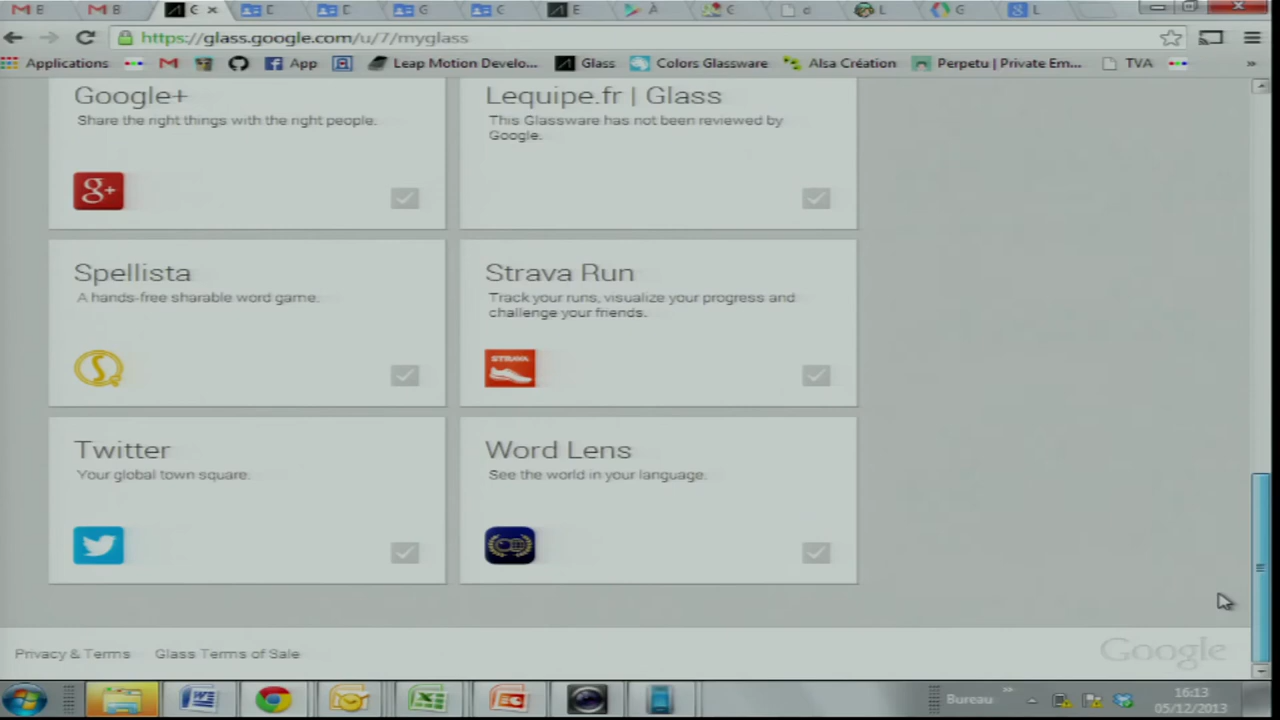 M B
M B
G
D
D
G
G
E
À
G
d
L
G
L
https://glass.google.com/u/7/myglass
Applications
App
Leap Motion Develo...
Glass
Colors Glassware
Alsa Création
Perpetu | Private Em...
TVA
»
Google+
Share the right things with the right people.
g+
Lequipe.fr | Glass
This Glassware has not been reviewed by
Google.
Spellista
A hands-free sharable word game.
Strava Run
Track your runs, visualize your progress and
challenge your friends.
STRAVA
Twitter
Your global town square.
Word Lens
See the world in your language.
Privacy & Terms
Glass Terms of Sale
Google
Bureau
»
16:13
05/12/2013